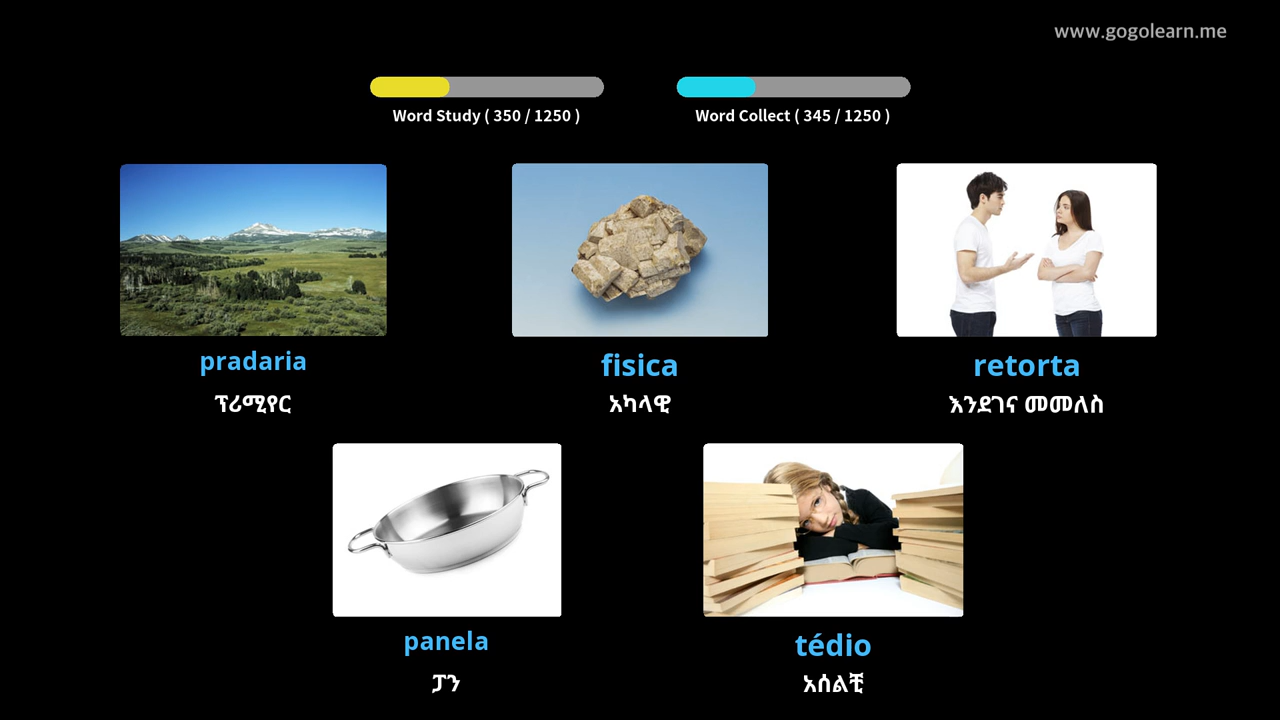 www.gogolearn.me
Word Study ( 350 / 1250 )
Word Collect ( 345 / 1250 )
pradaria
ፕሪሚየር
fisica
አካላዊ
retorta
እንደገና መመለስ
panela
ፓን
tédio
አሰልቺ